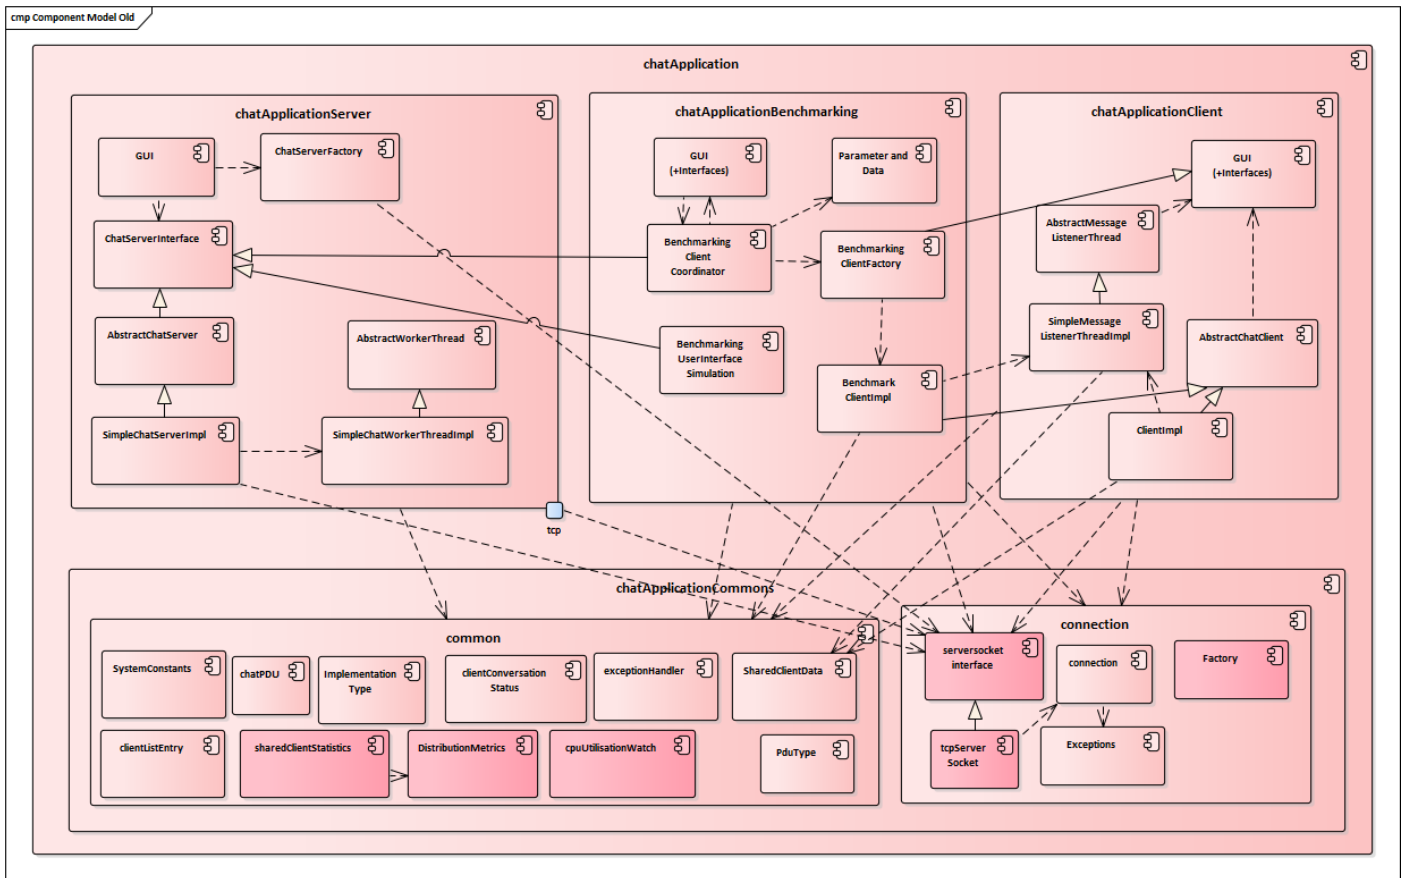 cmp Component Model Old
chatApplication
chatApplicationServer
GUI
ChatServerFactory
ChatServerInterface
AbstractChatServer
AbstractWorkerThread
SimpleChatServerImpl
SimpleChatWorkerThreadImpl
tcp
chatApplicationBenchmarking
GUI
(+Interfaces)
Parameter and
Data
Benchmarking
Client
Coordinator
Benchmarking
ClientFactory
Benchmarking
UserInterface
Simulation
Benchmark
ClientImpl
chatApplicationClient
GUI
(+Interfaces)
AbstractMessage
ListenerThread
SimpleMessage
ListenerThreadImpl
AbstractChatClient
ClientImpl
chatApplicationCommons
common
SystemConstants
chatPDU
Implementation
Type
clientConversation
Status
exceptionHandler
SharedClientData
clientListEntry
sharedClientStatistics
DistributionMetrics
cpuUtilisationWatch
PduType
connection
serversocket
interface
connection
Factory
tcpServer
Socket
Exceptions